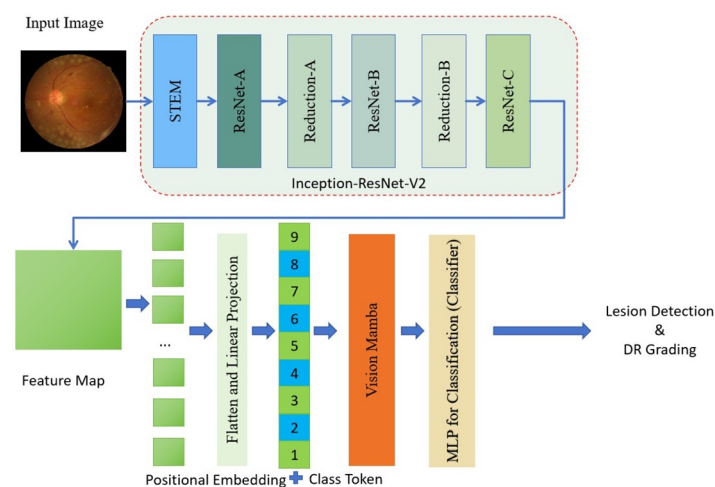 Input Image
STEM
ResNet-A
Reduction-A
ResNet-B
Reduction-B
ResNet-C
Inception-ResNet-V2
Feature Map
...
Flatten and Linear Projection
9
8
7
6
5
4
3
2
1
Positional Embedding + Class Token
Vision Mamba
MLP for Classification (Classifier)
Lesion Detection
&
DR Grading